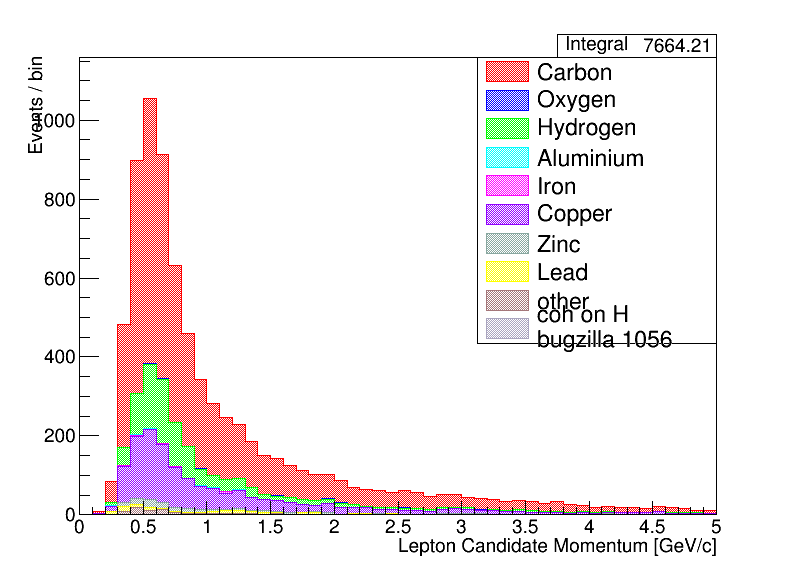 Integral 7664.21
Events / bin
Carbon
Oxygen
Hydrogen
Aluminium
Iron
Copper
Zinc
Lead
other
coh on H
bugzilla 1056
1000
800
600
400
200
0
0 0.5 1 1.5 2 2.5 3 3.5 4 4.5 5
Lepton Candidate Momentum [GeV/c]